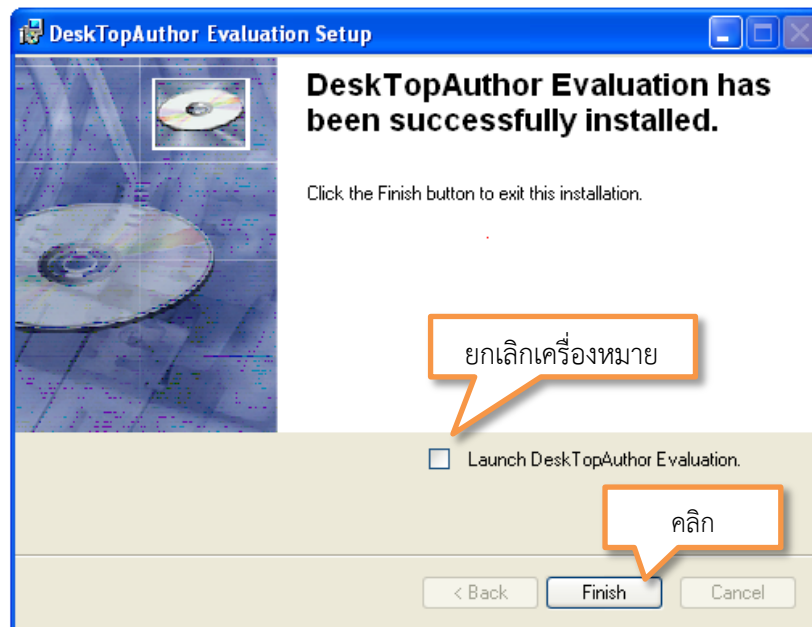 DeskTopAuthor Evaluation Setup
DeskTopAuthor Evaluation has
been successfully installed.
Click the Finish button to exit this installation.
ยกเลิกเครื่องหมาย
Launch DeskTopAuthor Evaluation.
คลิก
< Back
Finish
Cancel